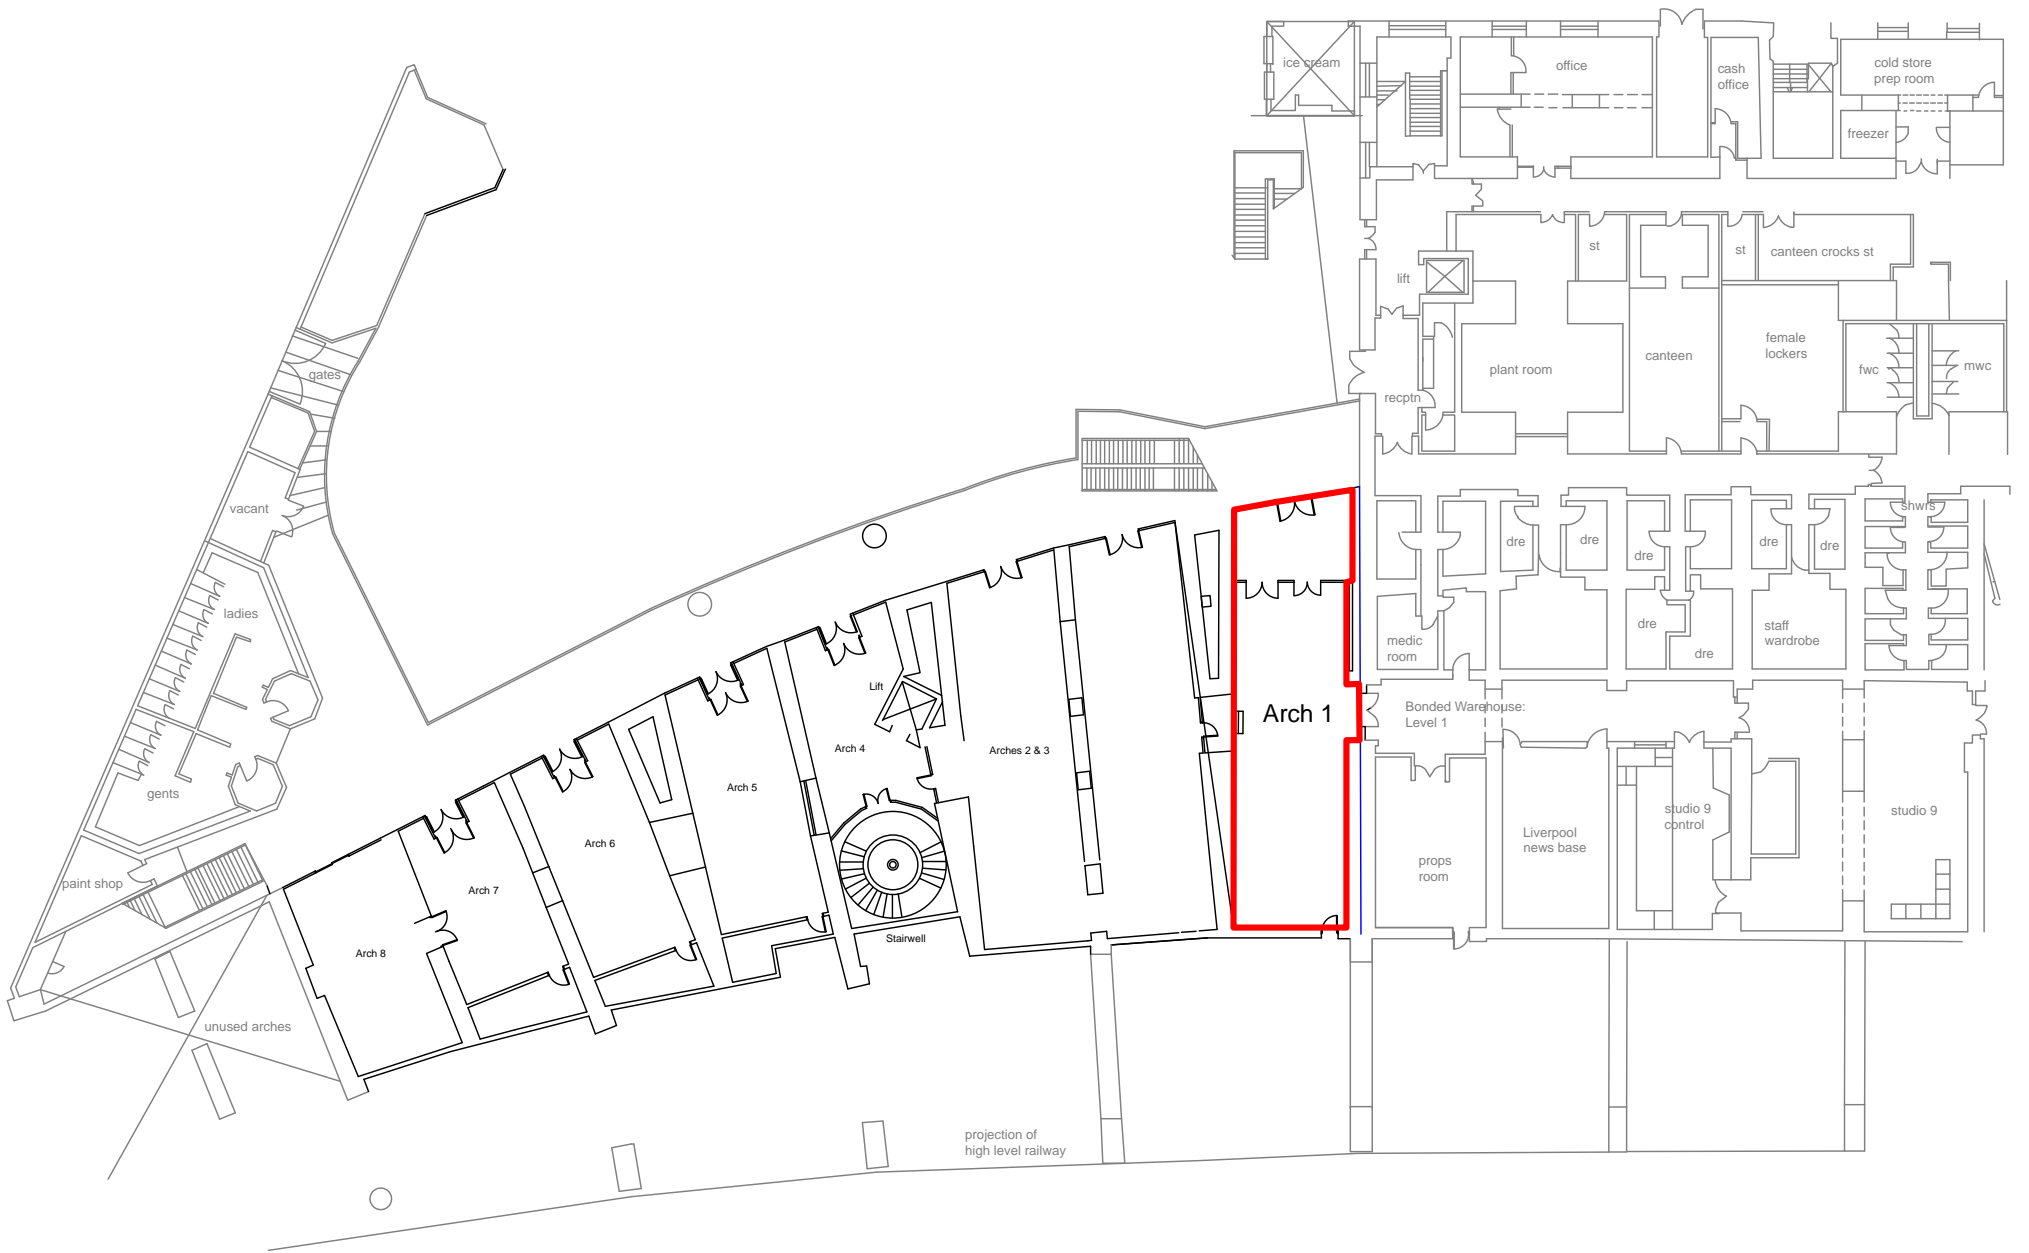 ice cream
office
cash
office
cold store
prep room
freezer
st
st
canteen crocks st
lift
gates
plant room
canteen
female
lockers
fwc
mwc
recptn
vacant
shwrs
dre
dre
dre
dre
dre
ladies
dre
staff
wardrobe
medic
room
dre
Lift
Arch 1
Bonded Warehouse:
Level 1
Arch 4
Arches 2 & 3
Arch 5
gents
studio 9
control
studio 9
Liverpool
news base
Arch 6
props
room
paint shop
Arch 7
Stairwell
Arch 8
unused arches
projection of
high level railway